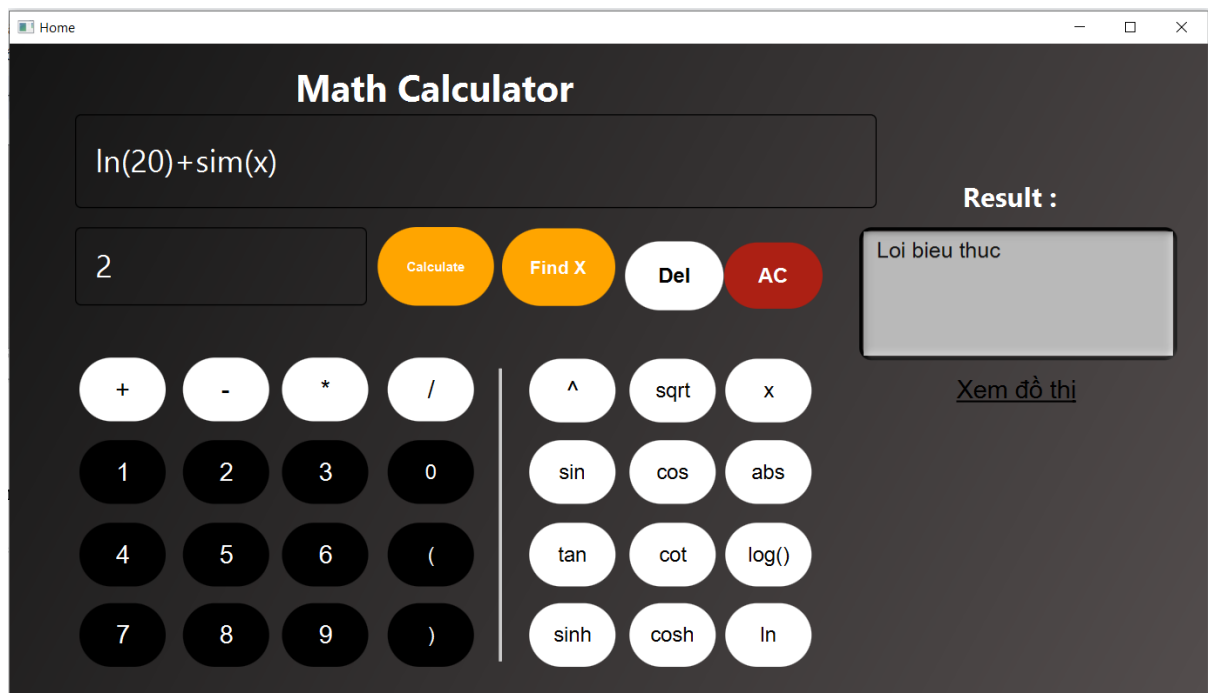 Home
Math Calculator
ln(20)+sim(x)
Result :
2
Calculate
Find X
Del
AC
Loi bieu thuc
Xem đồ thị
+ - * / ^ sqrt x
1 2 3 0 sin cos abs
4 5 6 ( tan cot log()
7 8 9 ) sinh cosh ln